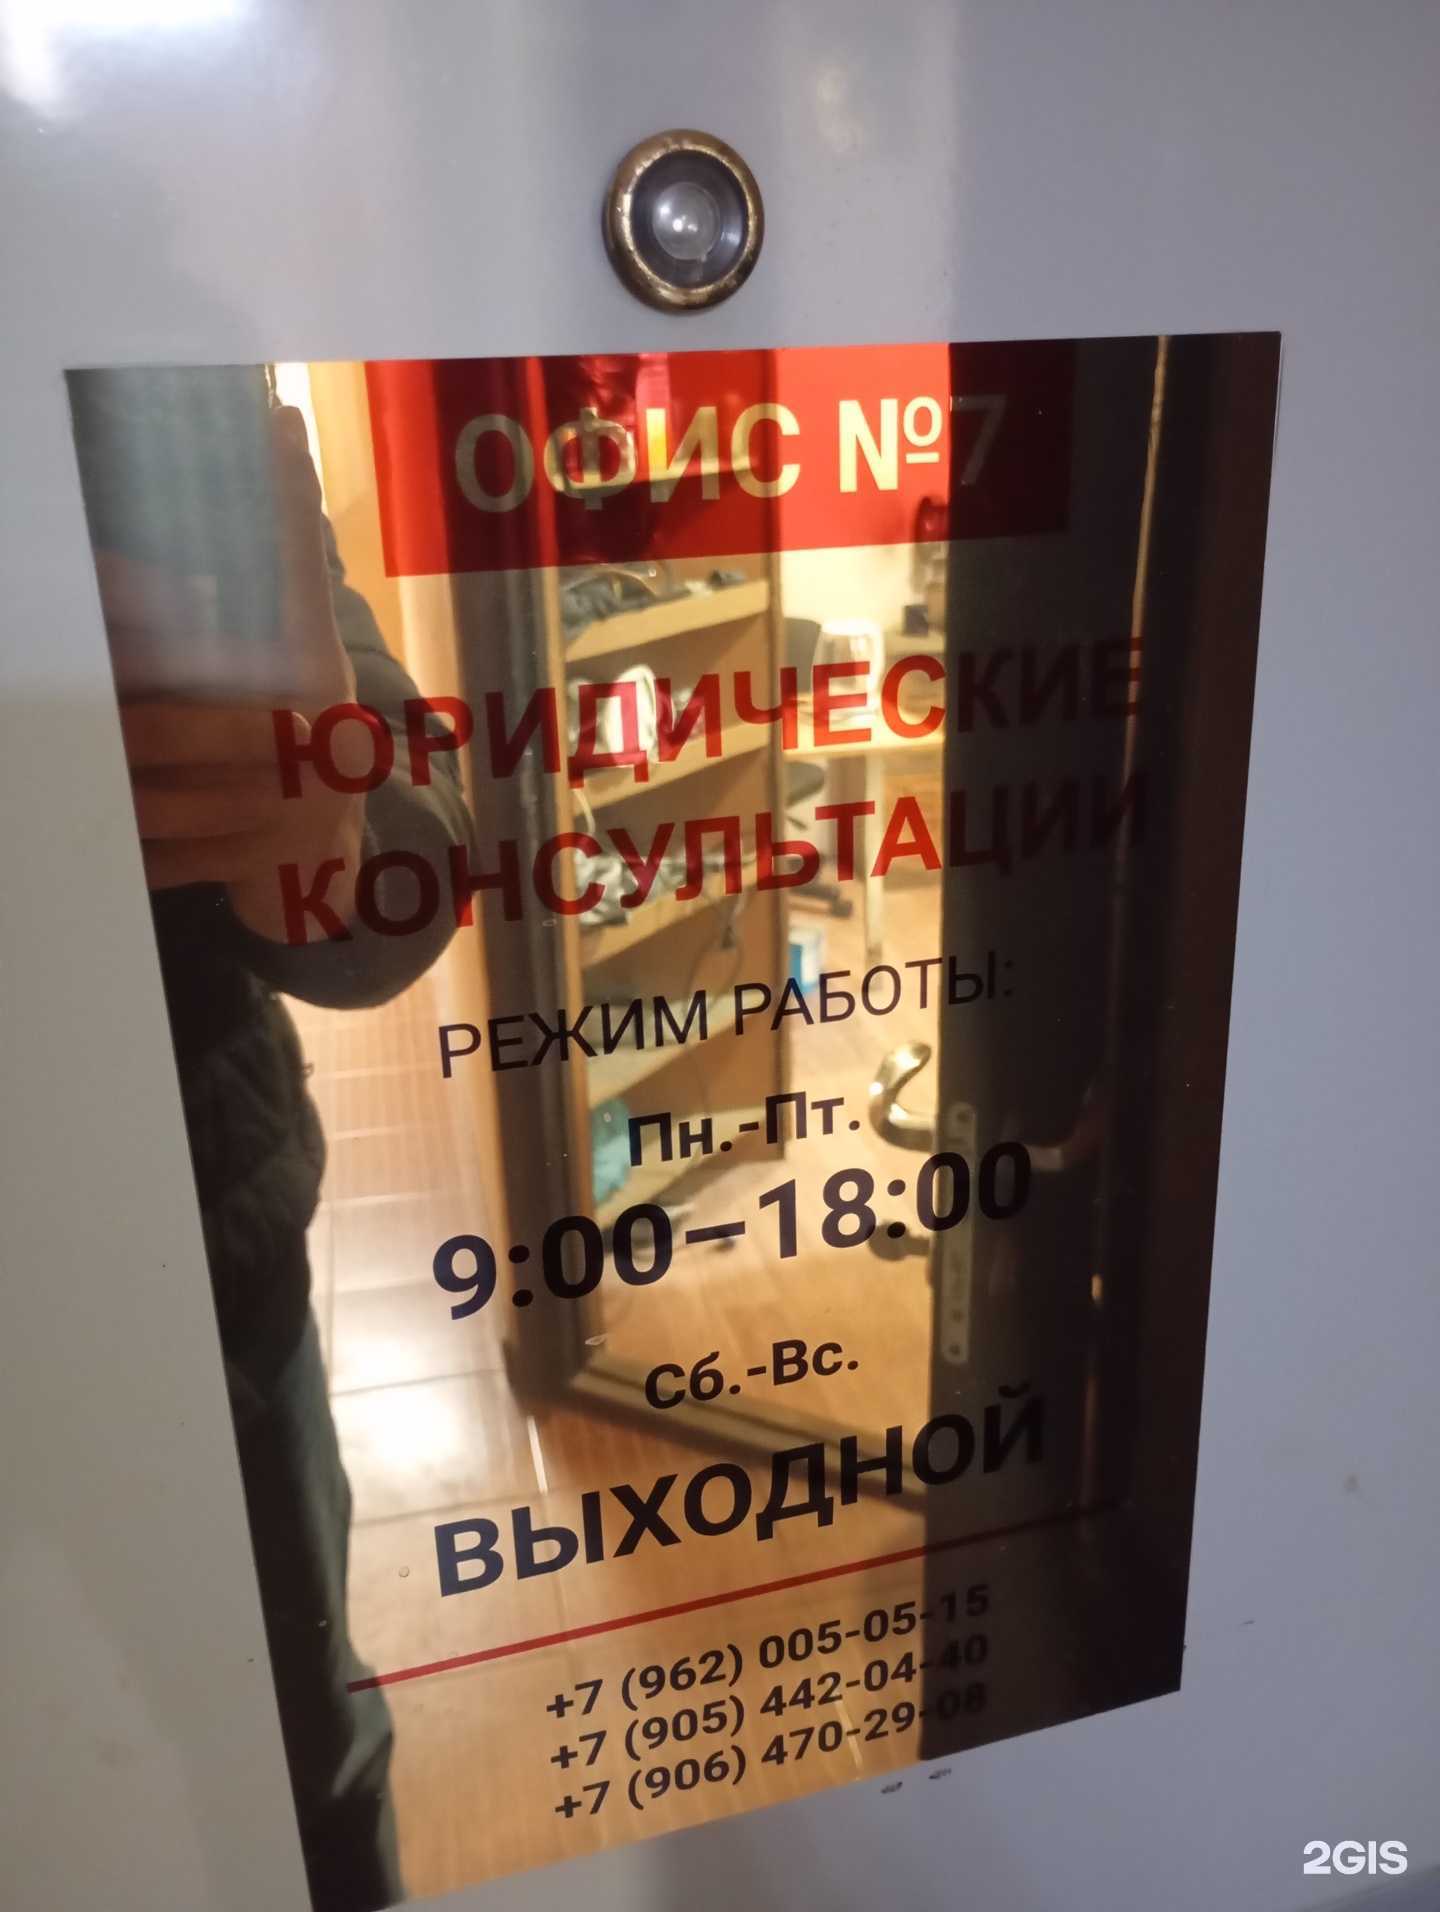 ОФИС №7
ЮРИДИЧЕСКИЕ
КОНСУЛЬТАЦИИ
РЕЖИМ РАБОТЫ:
Пн.-Пт.
9:00–18:00
Сб.-Вс.
ВЫХОДНОЙ
+7 (962) 005-05-15
+7 (905) 442-04-40
+7 (906) 470-29-08
2GIS